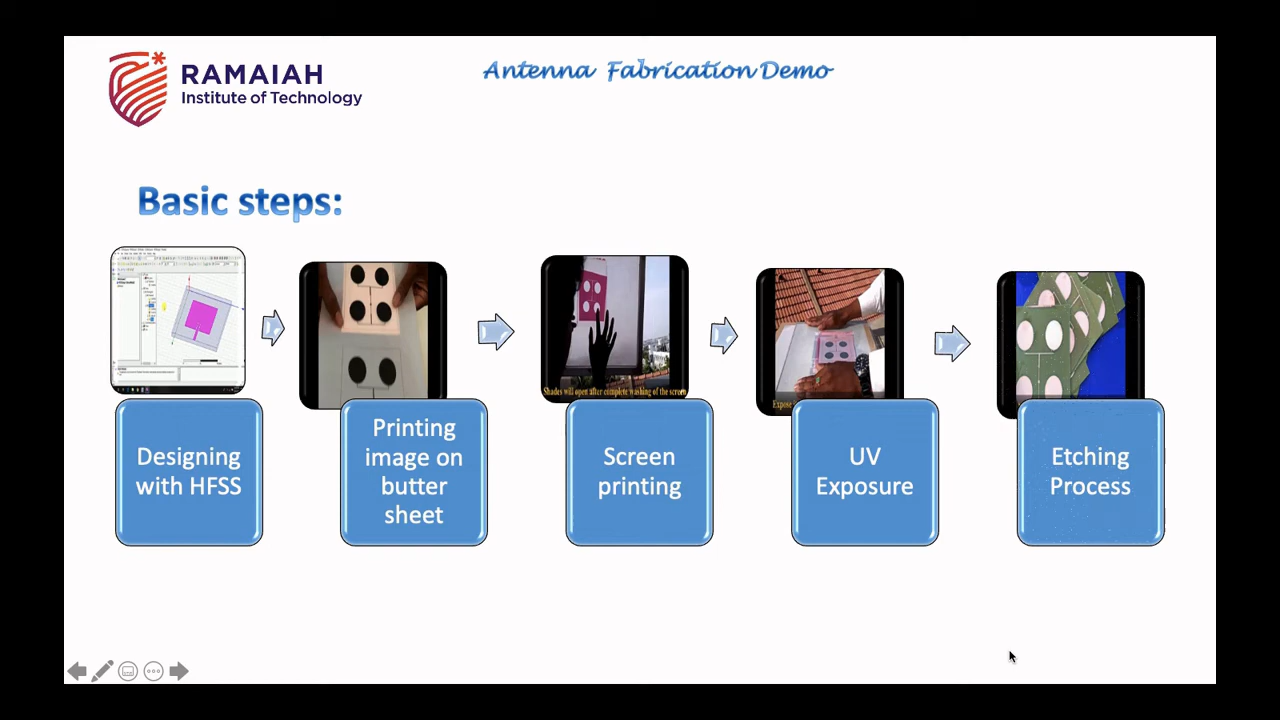 RAMAIAH
Institute of Technology
Antenna Fabrication Demo
Basic steps:
Shades will open after complete washing of the screen
Designing
with HFSS
Printing
image on
butter
sheet
Screen
printing
UV
Exposure
Etching
Process